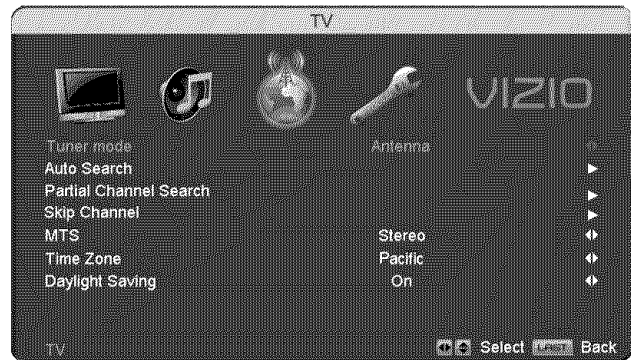 TV
VIZIO
Tuner mode Antenna
Auto Search
Partial Channel Search
Skip Channel
MTS Stereo
Time Zone Pacific
Daylight Saving On
TV Select LAST Back